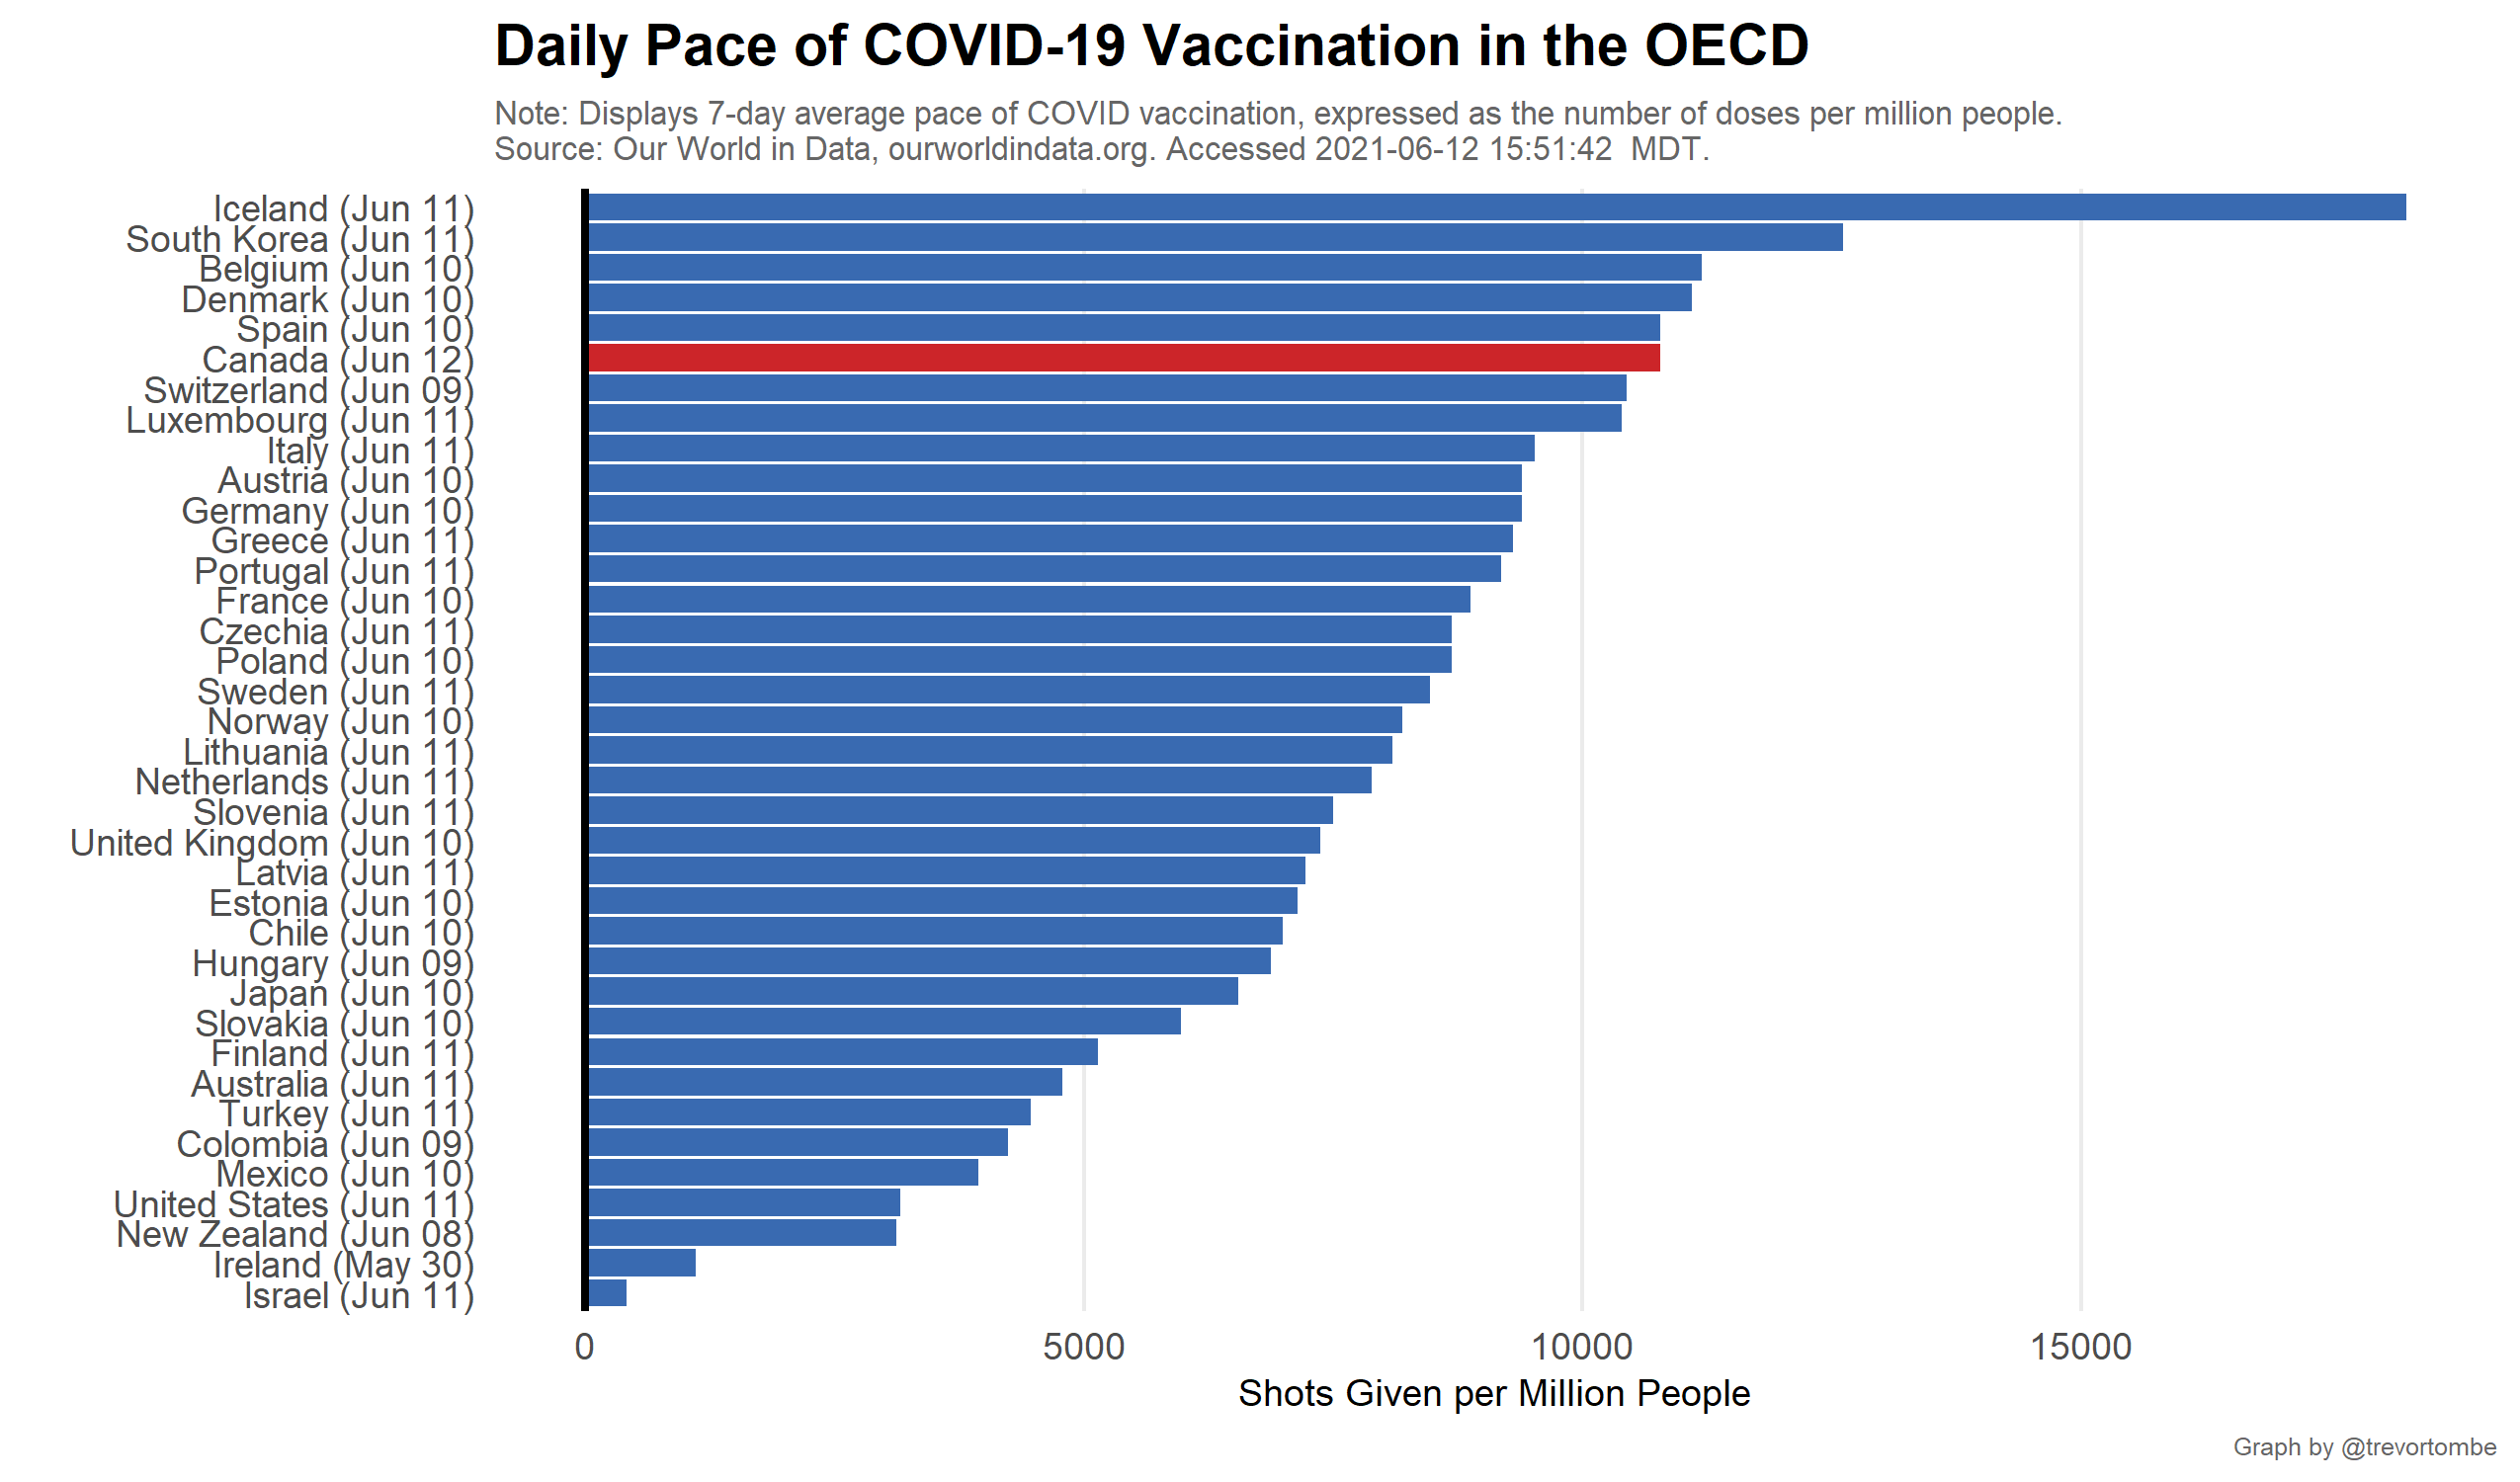 Daily Pace of COVID-19 Vaccination in the OECD
Note: Displays 7-day average pace of COVID vaccination, expressed as the number of doses per million people.
Source: Our World in Data, ourworldindata.org. Accessed 2021-06-12 15:51:42  MDT.
Iceland (Jun 11)
South Korea (Jun 11)
Belgium (Jun 10)
Denmark (Jun 10)
Spain (Jun 10)
Canada (Jun 12)
Switzerland (Jun 09)
Luxembourg (Jun 11)
Italy (Jun 11)
Austria (Jun 10)
Germany (Jun 10)
Greece (Jun 11)
Portugal (Jun 11)
France (Jun 10)
Czechia (Jun 11)
Poland (Jun 10)
Sweden (Jun 11)
Norway (Jun 10)
Lithuania (Jun 11)
Netherlands (Jun 11)
Slovenia (Jun 11)
United Kingdom (Jun 10)
Latvia (Jun 11)
Estonia (Jun 10)
Chile (Jun 10)
Hungary (Jun 09)
Japan (Jun 10)
Slovakia (Jun 10)
Finland (Jun 11)
Australia (Jun 11)
Turkey (Jun 11)
Colombia (Jun 09)
Mexico (Jun 10)
United States (Jun 11)
New Zealand (Jun 08)
Ireland (May 30)
Israel (Jun 11)
0 5000 10000 15000
Shots Given per Million People
Graph by @trevortombe